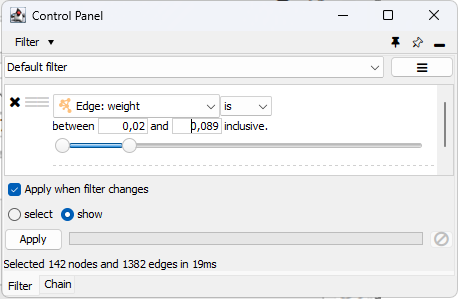 Control Panel
Filter
Default filter
Edge: weight is
between 0,02 and 0,089 inclusive.
Apply when filter changes
select show
Apply
Selected 142 nodes and 1382 edges in 19ms
Filter Chain